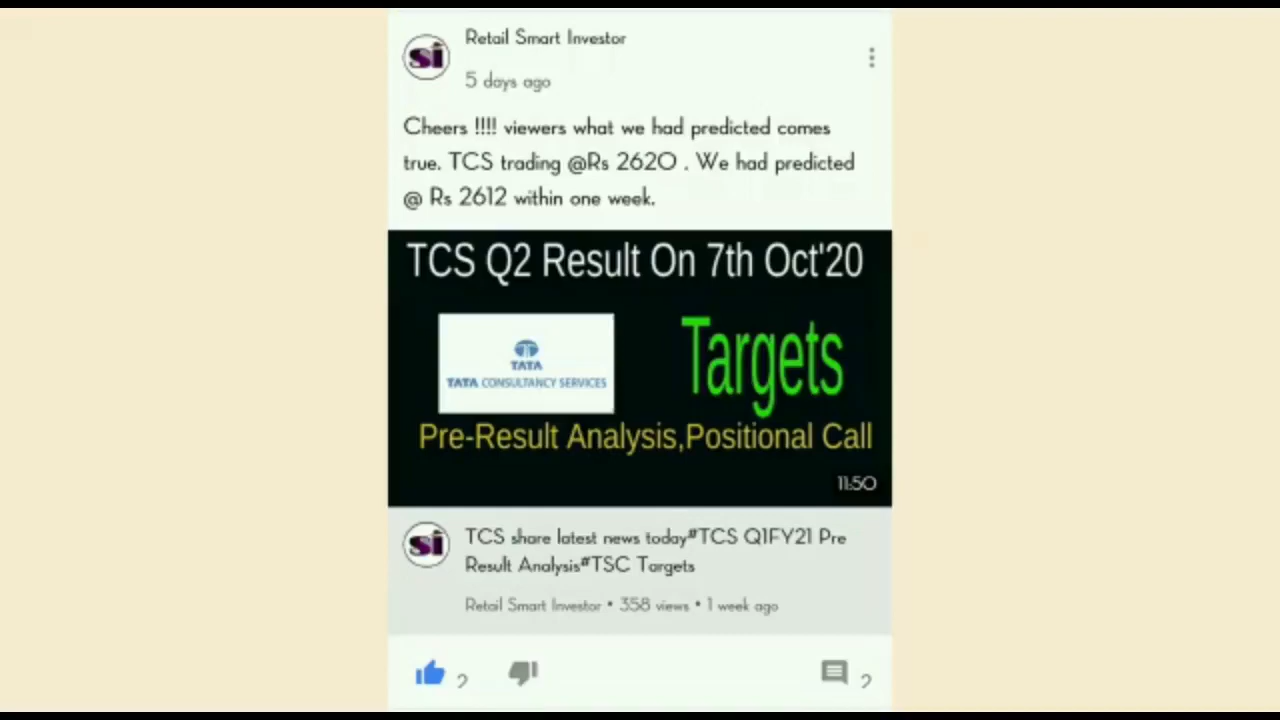 si
Retail Smart Investor
5 days ago
Cheers !!!! viewers what we had predicted comes
true. TCS trading @Rs 2620 . We had predicted
@ Rs 2612 within one week.
TCS Q2 Result On 7th Oct'20
TATA
TATA CONSULTANCY SERVICES
Targets
Pre-Result Analysis,Positional Call
11:50
si
TCS share latest news today#TCS Q1FY21 Pre
Result Analysis#TSC Targets
Retail Smart Investor • 358 views • 1 week ago
2
2